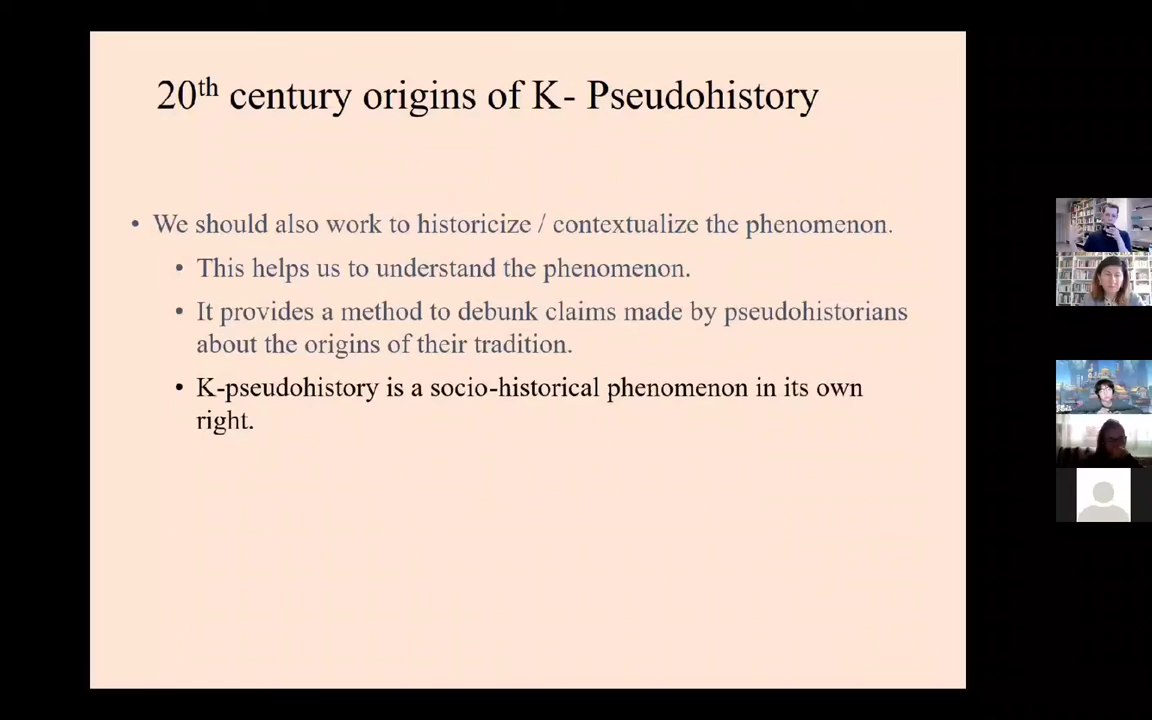 20th century origins of K- Pseudohistory
• We should also work to historicize / contextualize the phenomenon.
• This helps us to understand the phenomenon.
• It provides a method to debunk claims made by pseudohistorians
about the origins of their tradition.
• K-pseudohistory is a socio-historical phenomenon in its own
right.